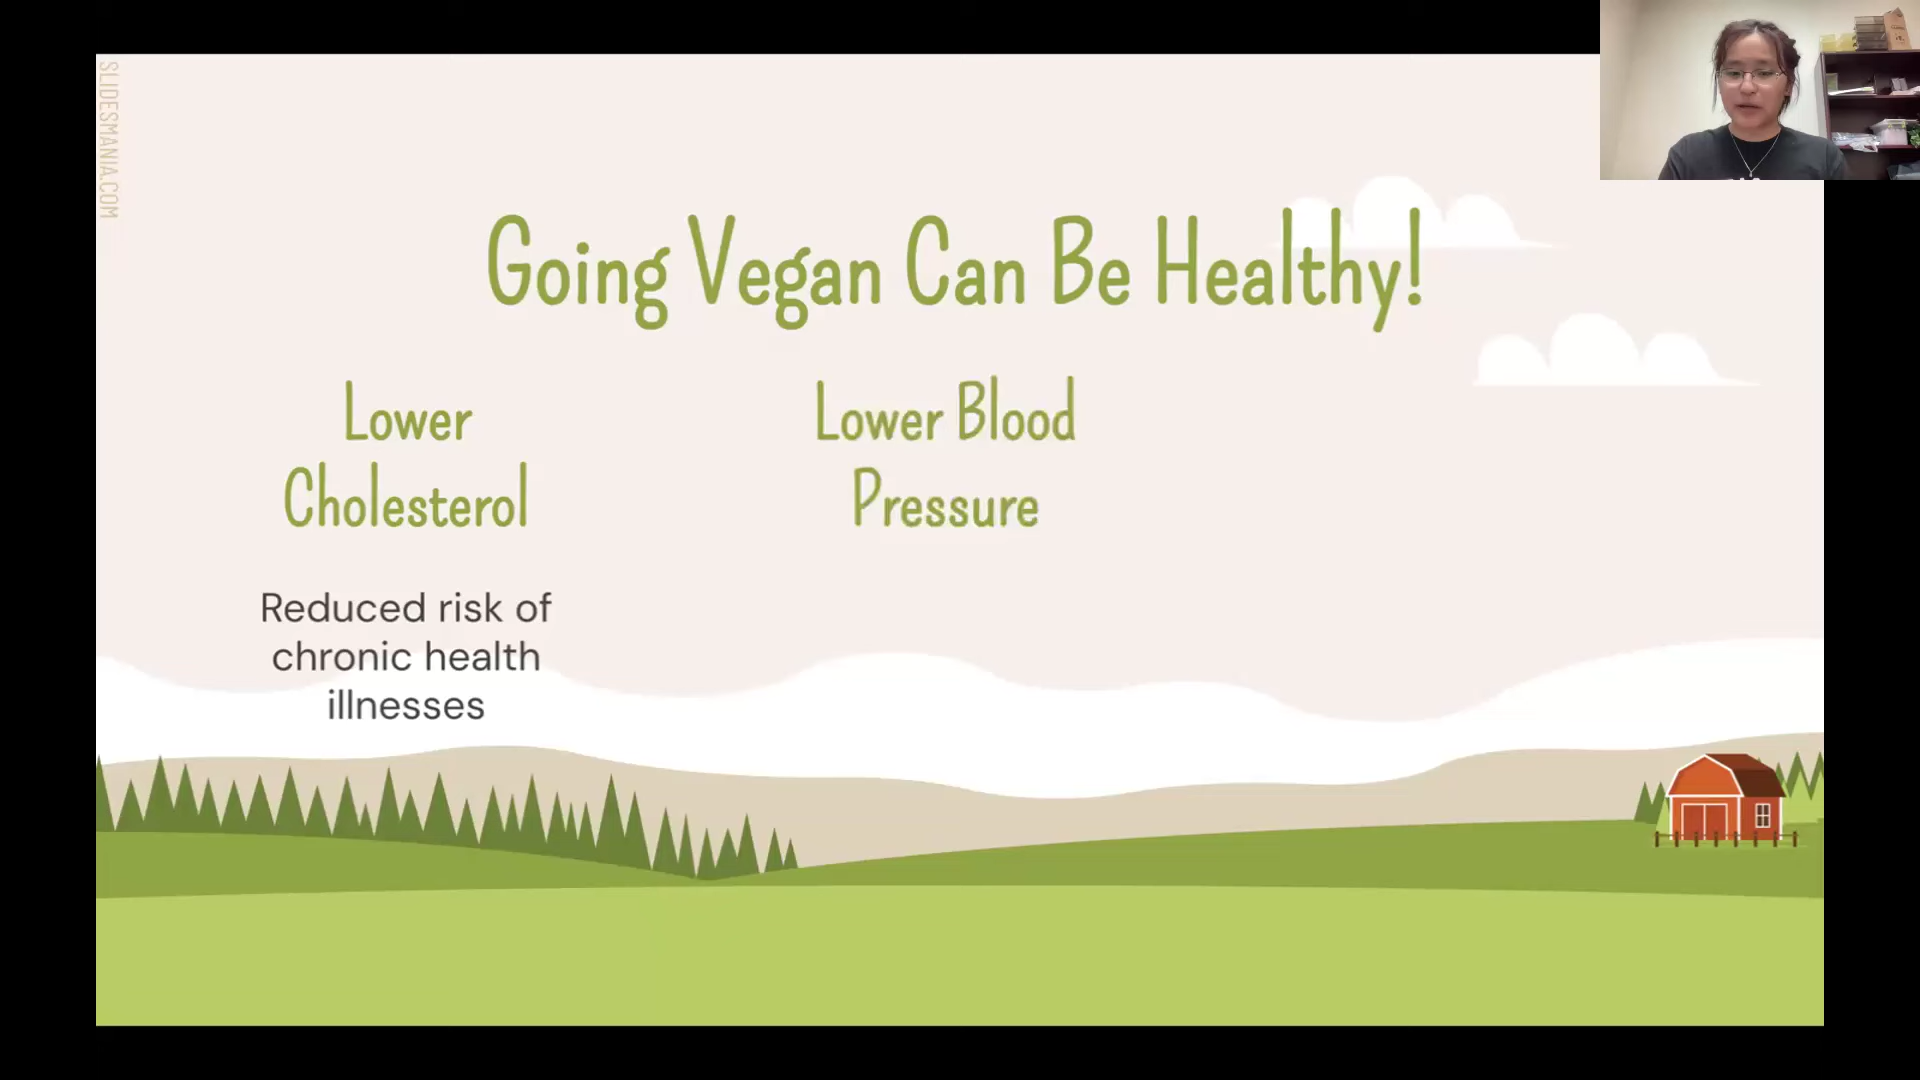 SLIDESMANIA.COM
Going Vegan Can Be Healthy!
Lower
Cholesterol
Reduced risk of
chronic health
illnesses
Lower Blood
Pressure